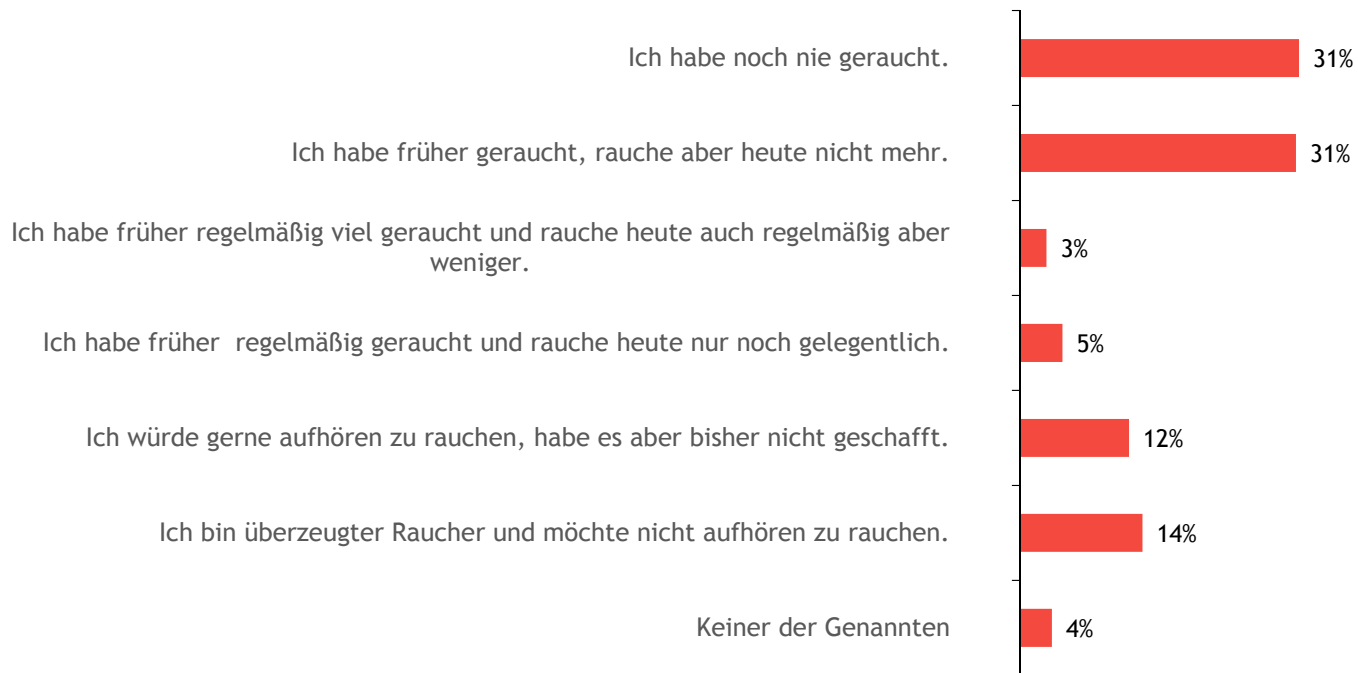 Ich habe noch nie geraucht.
31%
Ich habe früher geraucht, rauche aber heute nicht mehr.
31%
Ich habe früher regelmäßig viel geraucht und rauche heute auch regelmäßig aber
weniger.
3%
Ich habe früher  regelmäßig geraucht und rauche heute nur noch gelegentlich.
5%
Ich würde gerne aufhören zu rauchen, habe es aber bisher nicht geschafft.
12%
Ich bin überzeugter Raucher und möchte nicht aufhören zu rauchen.
14%
Keiner der Genannten
4%